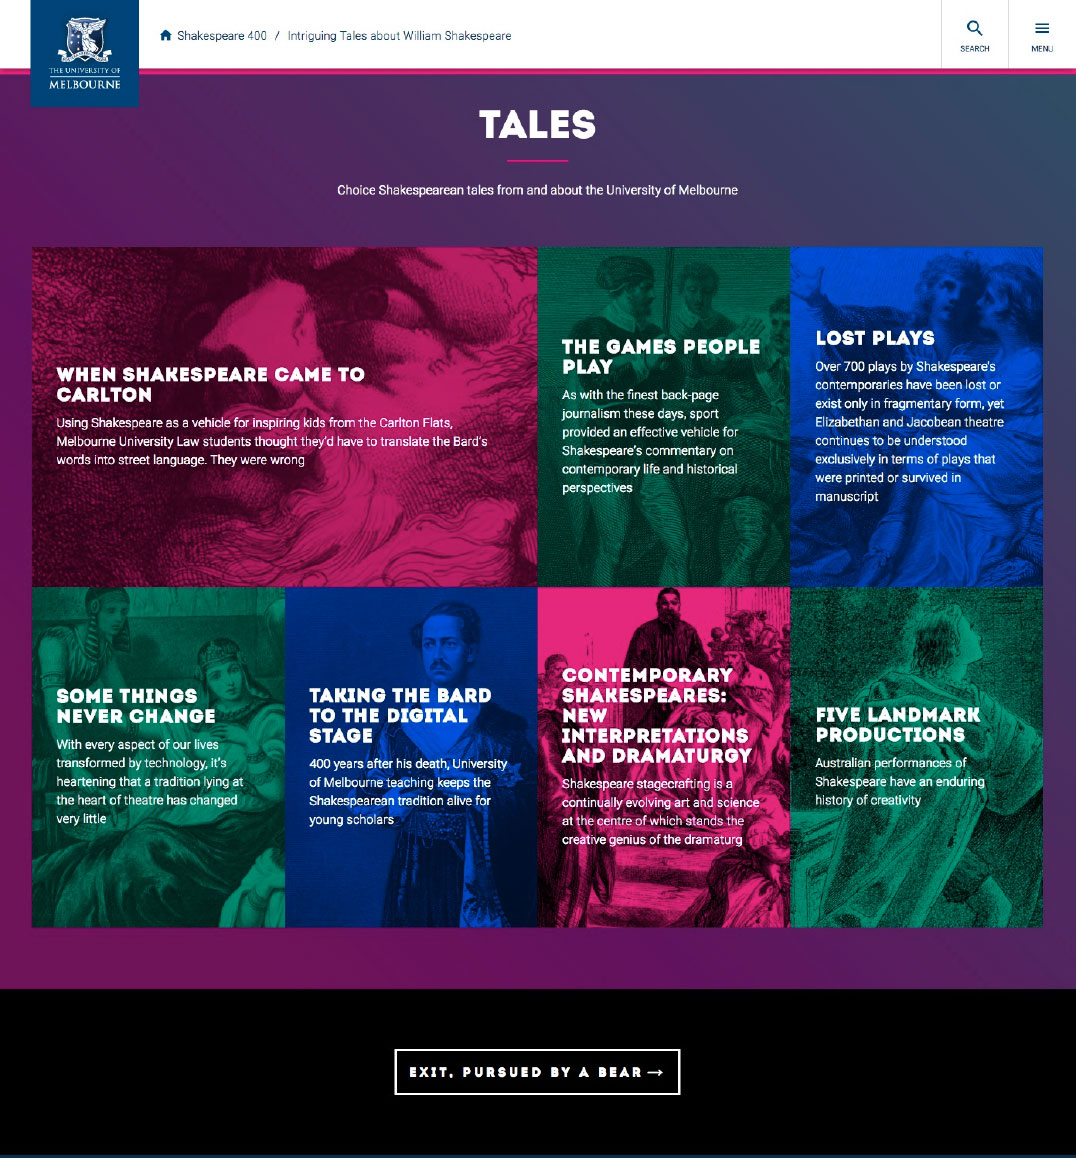 THE UNIVERSITY OF
MELBOURNE
Shakespeare 400 / Intriguing Tales about William Shakespeare
SEARCH
MENU
TALES
Choice Shakespearean tales from and about the University of Melbourne
WHEN SHAKESPEARE CAME TO
CARLTON
Using Shakespeare as a vehicle for inspiring kids from the Carlton Flats,
Melbourne University Law students thought they'd have to translate the Bard's
words into street language. They were wrong
THE GAMES PEOPLE
PLAY
As with the finest back-page
journalism these days, sport
provided an effective vehicle for
Shakespeare's commentary on
contemporary life and historical
perspectives
LOST PLAYS
Over 700 plays by Shakespeare's
contemporaries have been lost or
exist only in fragmentary form, yet
Elizabethan and Jacobean theatre
continues to be understood
exclusively in terms of plays that
were printed or survived in
manuscript
SOME THINGS
NEVER CHANGE
With every aspect of our lives
transformed by technology, it's
heartening that a tradition lying at
the heart of theatre has changed
very little
TAKING THE BARD
TO THE DIGITAL
STAGE
400 years after his death, University
of Melbourne teaching keeps the
Shakespearean tradition alive for
young scholars
CONTEMPORARY
SHAKESPEARES:
NEW
INTERPRETATIONS
AND DRAMATURGY
Shakespeare stagecrafting is a
continually evolving art and science
at the centre of which stands the
creative genius of the dramaturg
FIVE LANDMARK
PRODUCTIONS
Australian performances of
Shakespeare have an enduring
history of creativity
EXIT, PURSUED BY A BEAR→